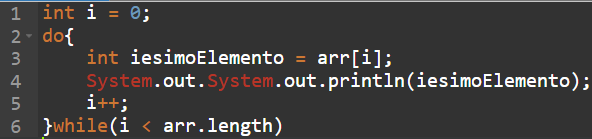 1 int i = 0;
2 do{
3     int iesimoElemento = arr[i];
4     System.out.System.out.println(iesimoElemento);
5     i++;
6 }while(i < arr.length)